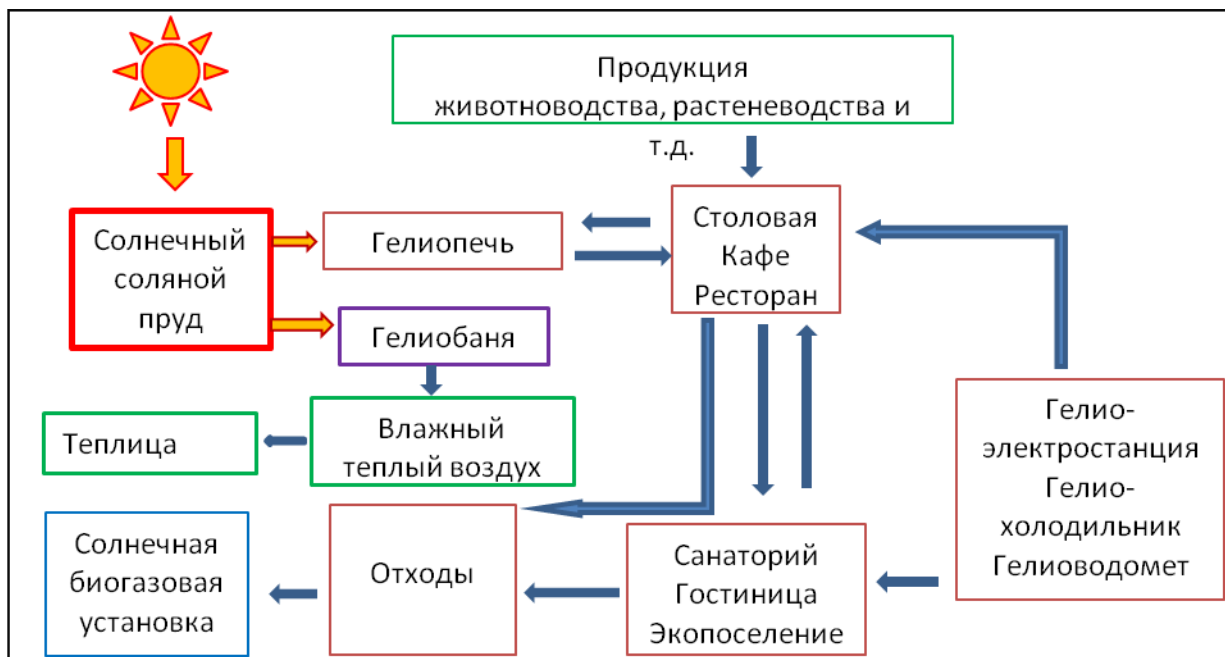 Продукция
животноводства, растеневодства и
т.д.
Солнечный
соляной
пруд
Гелиопечь
Столовая
Кафе
Ресторан
Гелиобаня
Теплица
Влажный
теплый воздух
Гелио-
электростанция
Гелио-
холодильник
Гелиоводомет
Солнечная
биогазовая
установка
Отходы
Санаторий
Гостиница
Экопоселение